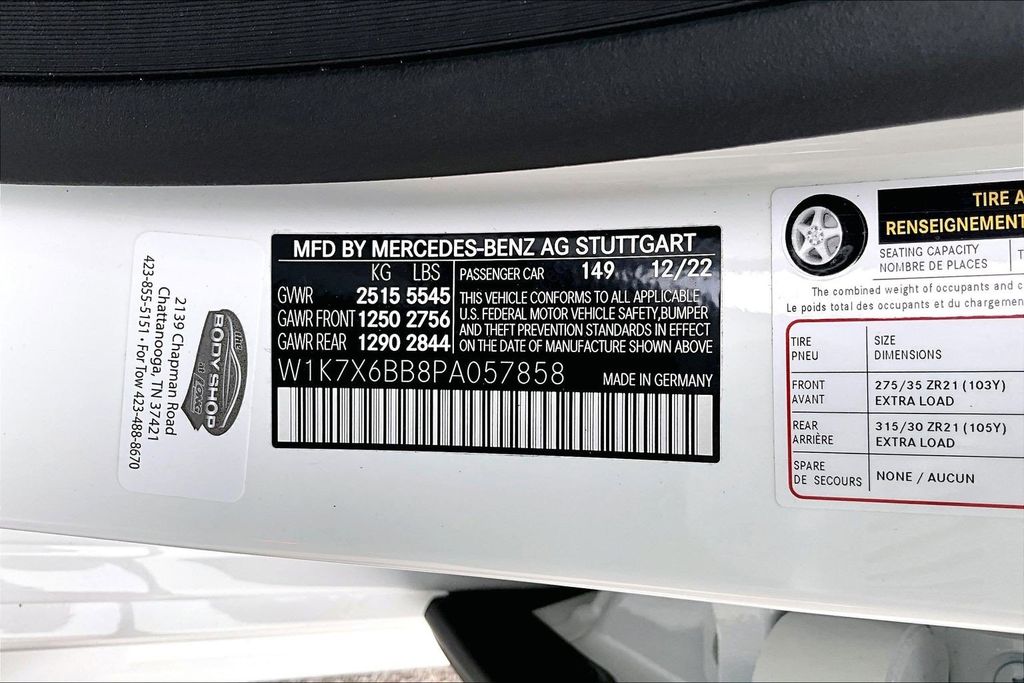 423-855-5151 • For Tow 423-488-8670
Chattanooga, TN 37421
2139 Chapman Road
The
BODY SHOP
at LONG
MFD BY MERCEDES-BENZ AG STUTTGART
KG LBS
PASSENGER CAR 149 12/22
GVWR 2515 5545
GAWR FRONT 1250 2756
GAWR REAR 1290 2844
THIS VEHICLE CONFORMS TO ALL APPLICABLE
U.S. FEDERAL MOTOR VEHICLE SAFETY,BUMPER
AND THEFT PREVENTION STANDARDS IN EFFECT
ON THE DATE OF MANUFACTURE SHOWN ABOVE
W1K7X6BB8PA057858
MADE IN GERMANY
TIRE
RENSEIGNEMENT
SEATING CAPACITY
NOMBRE DE PLACES
The combined weight of occupants and
Le poids total des occupants et du chargement
TIRE SIZE
PNEU DIMENSIONS
FRONT 275/35 ZR21 (103Y)
AVANT EXTRA LOAD
REAR 315/30 ZR21 (105Y)
ARRIÈRE EXTRA LOAD
SPARE NONE / AUCUN
DE SECOURS